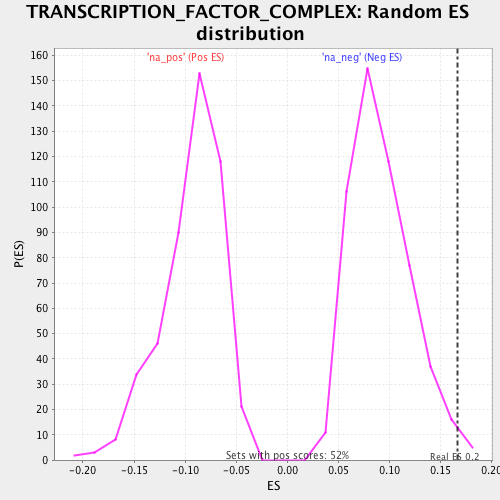 TRANSCRIPTION_FACTOR_COMPLEX: Random ES
distribution
'na_pos' (Pos ES) 'na_neg' (Neg ES)
160
150
140
130
120
110
100
90
80
70
60
50
40
30
20
10
0
P(ES)
Sets with pos scores: 52%
Real ES 0.2
-0.20 -0.15 -0.10 -0.05 0.00 0.05 0.10 0.15 0.20
ES